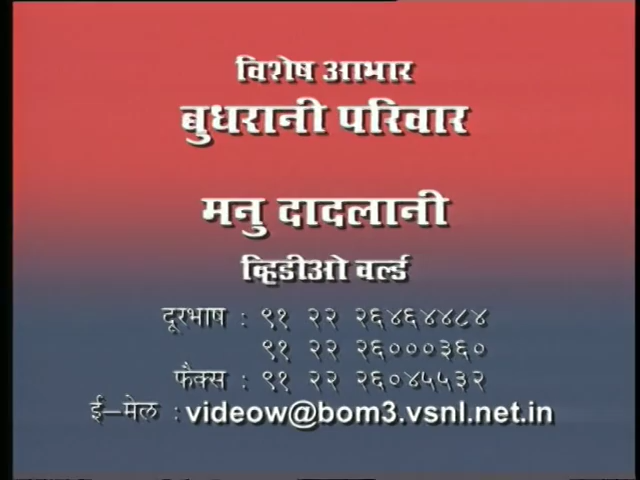 विशेष आभार
बुधरानी परिवार
मनु दादलानी
व्हिडीओ वर्ल्ड
दूरभाष : ९१ २२ २६४६४४८४
९१ २२ २६०००३६०
फैक्स : ९१ २२ २६०४५५३२
ई-मेल : videow@bom3.vsnl.net.in